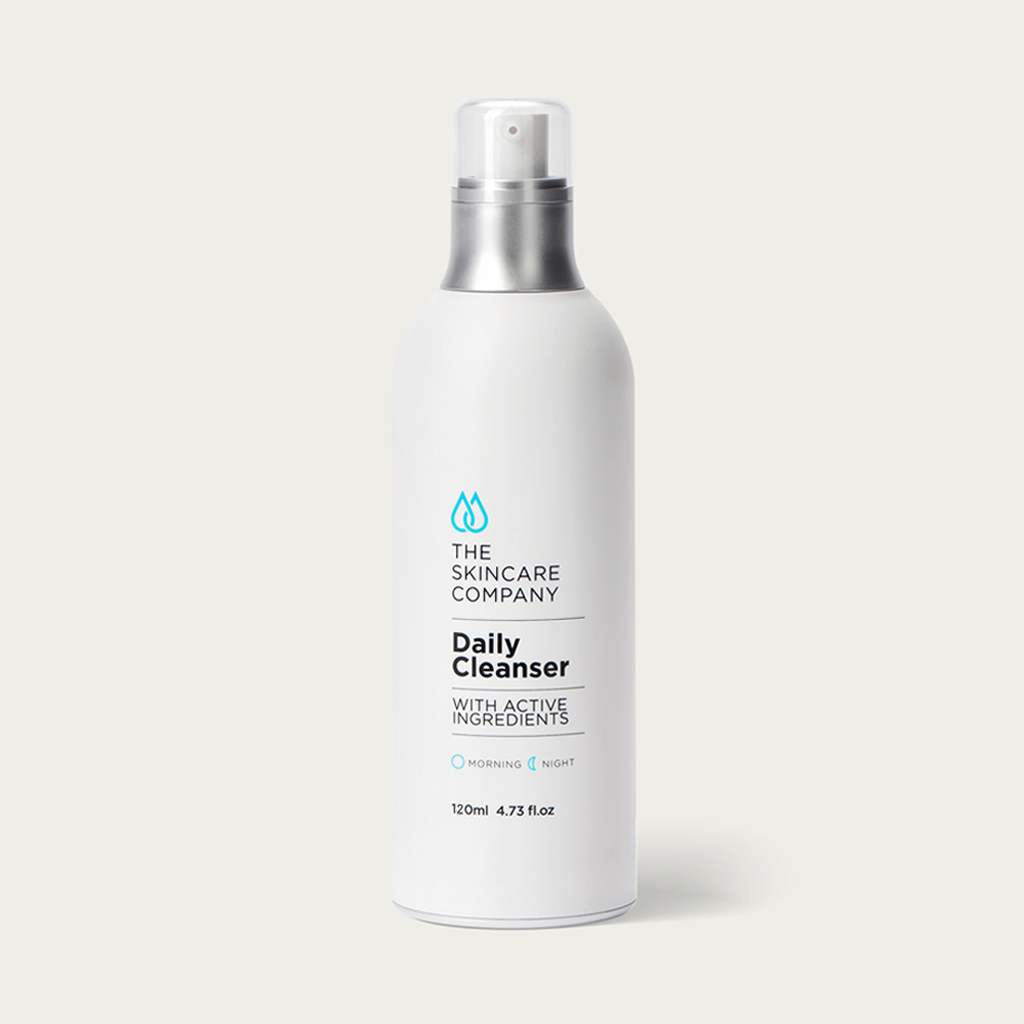 THE
SKINCARE
COMPANY
Daily
Cleanser
WITH ACTIVE
INGREDIENTS
MORNING NIGHT
120ml 4.73 fl.oz